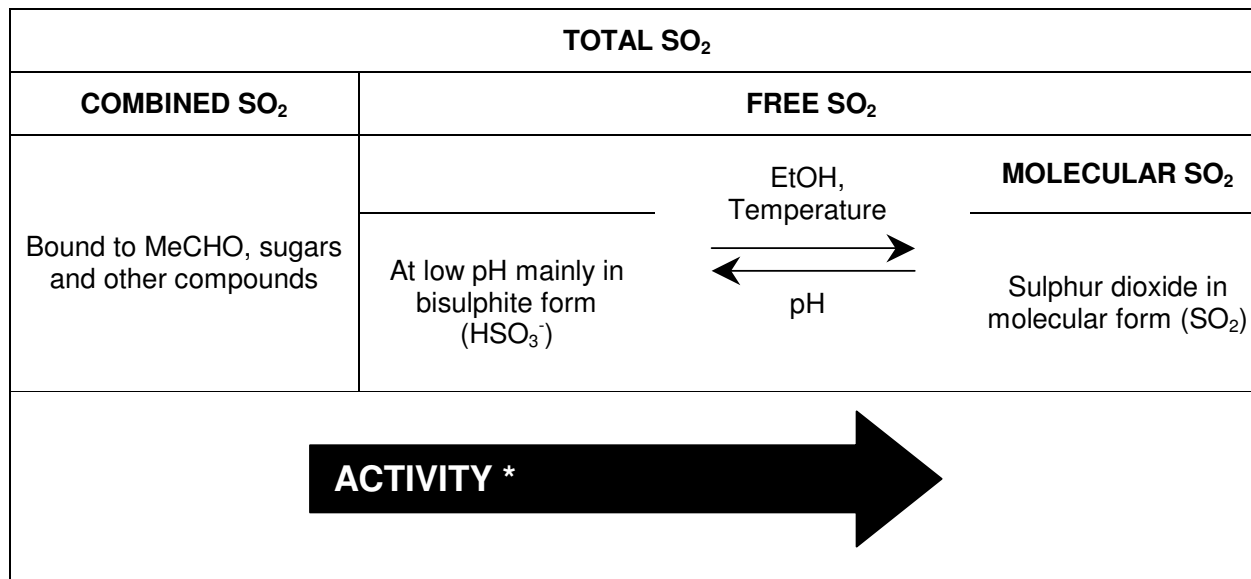 TOTAL SO₂
COMBINED SO₂
FREE SO₂
Bound to MeCHO, sugars
and other compounds
At low pH mainly in
bisulphite form
(HSO₃⁻)
EtOH,
Temperature
pH
MOLECULAR SO₂
Sulphur dioxide in
molecular form (SO₂)
ACTIVITY *